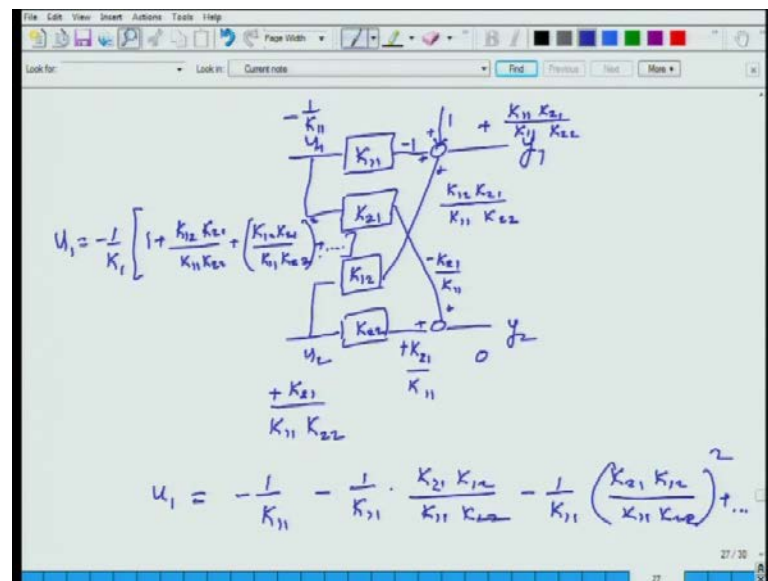 File Edit View Insert Actions Tools Help
Page Width
B I
Look for: Look in: Current note Find Previous Next More
-1/K₁₁
u₁ K₁₁ -1 + + 1 + K₁₁ K₂₁ / K₁₁ K₂₂
y₁
K₂₁ + K₁₂ K₂₁ / K₁₁ K₂₂
u₁ = -1/K₁ [1 + K₁₂ K₂₁ / K₁₁ K₂₂ + (K₁₂ K₂₁ / K₁₁ K₂₂)² + ....]
K₁₂ -K₂₁ / K₁₁
K₂₂ + + y₂
u₂ +K₂₁ / K₁₁ 0
+ K₂₁ / K₁₁ K₂₂
u₁ = -1/K₁₁ - 1/K₁₁ · K₂₁ K₁₂ / K₁₁ K₂₂ - 1/K₁₁ (K₂₁ K₁₂ / K₁₁ K₂₂)² + ...
27 / 30
27